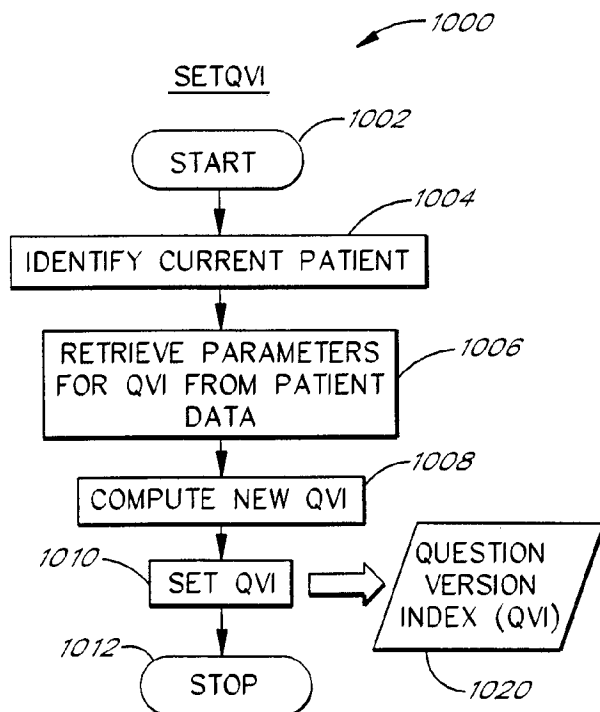 1000
SETQVI
1002
START
1004
IDENTIFY CURRENT PATIENT
RETRIEVE PARAMETERS
FOR QVI FROM PATIENT
DATA
1006
1008
COMPUTE NEW QVI
1010
SET QVI
QUESTION
VERSION
INDEX (QVI)
1012
STOP
1020